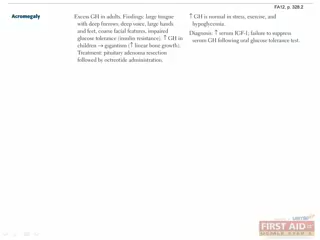 FA12, p. 328.2
Acromegaly
Excess GH in adults. Findings: large tongue
with deep furrows, deep voice, large hands
and feet, coarse facial features, impaired
glucose tolerance (insulin resistance). ↑ GH in
children → gigantism (↑ linear bone growth).
Treatment: pituitary adenoma resection
followed by octreotide administration.
↑ GH is normal in stress, exercise, and
hypoglycemia.
Diagnosis: ↑ serum IGF-1; failure to suppress
serum GH following oral glucose tolerance test.
FIRST AID